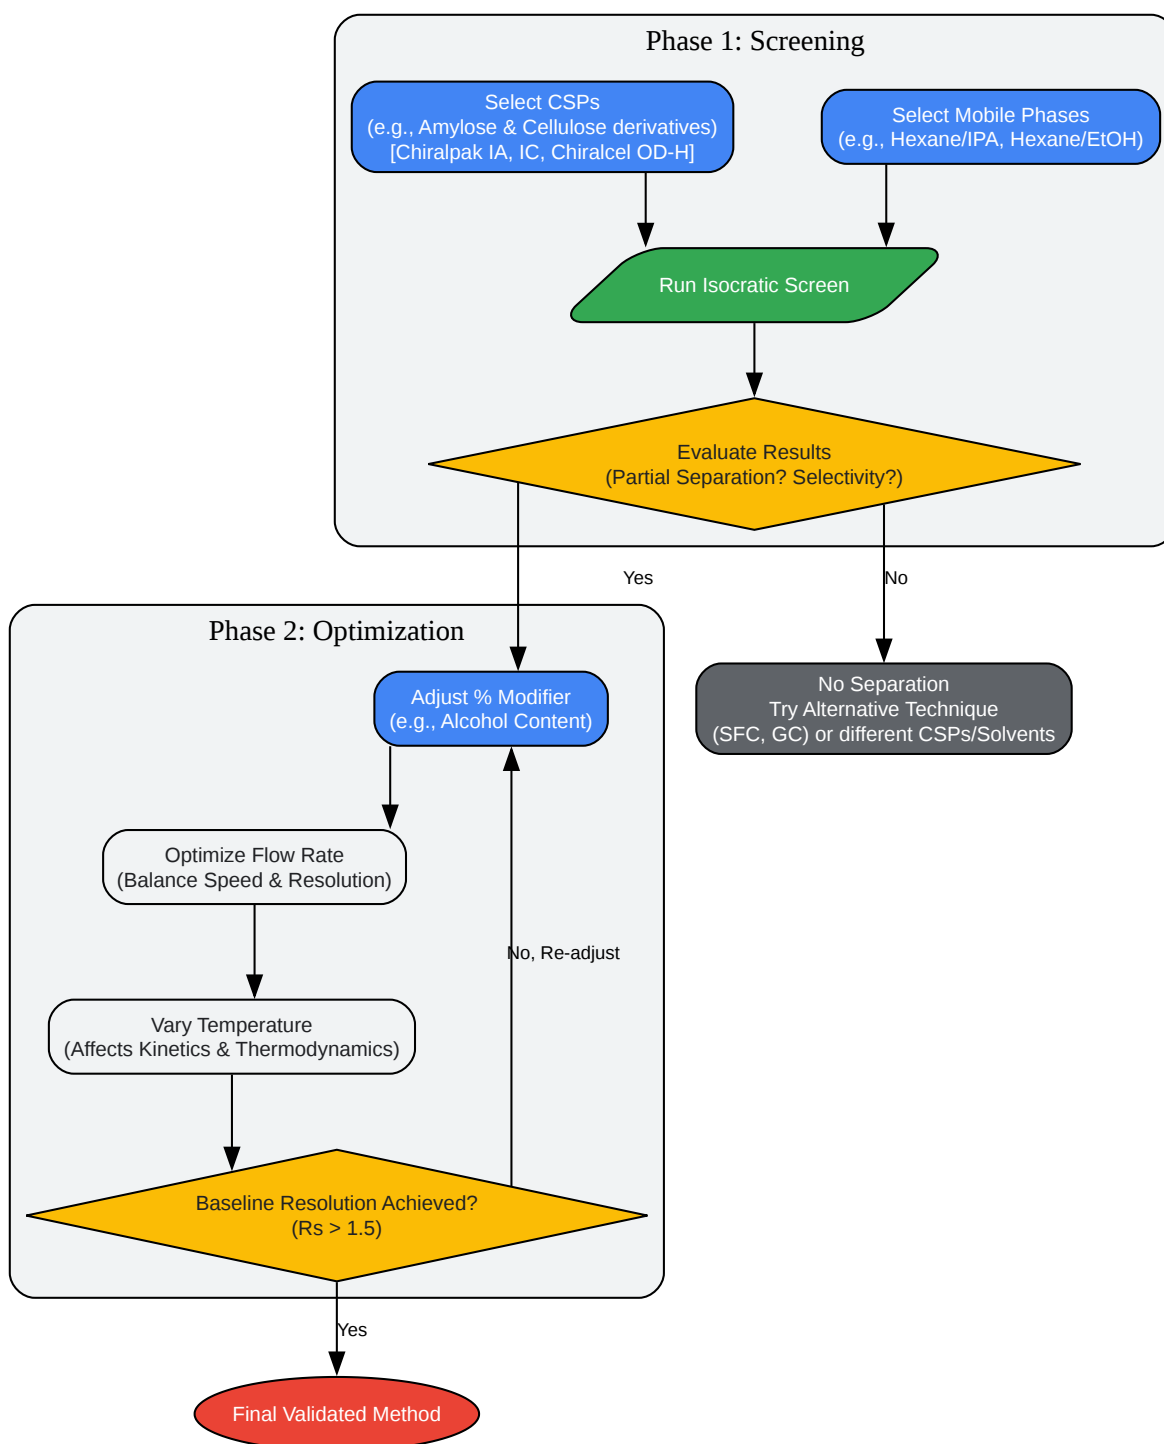 Phase 1: Screening
Select CSPs
(e.g., Amylose & Cellulose derivatives)
[Chiralpak IA, IC, Chiralcel OD-H]
Select Mobile Phases
(e.g., Hexane/IPA, Hexane/EtOH)
Run Isocratic Screen
Evaluate Results
(Partial Separation? Selectivity?)
Yes
No
Phase 2: Optimization
Adjust % Modifier
(e.g., Alcohol Content)
No Separation
Try Alternative Technique
(SFC, GC) or different CSPs/Solvents
Optimize Flow Rate
(Balance Speed & Resolution)
No, Re-adjust
Vary Temperature
(Affects Kinetics & Thermodynamics)
Baseline Resolution Achieved?
(Rs > 1.5)
Yes
Final Validated Method